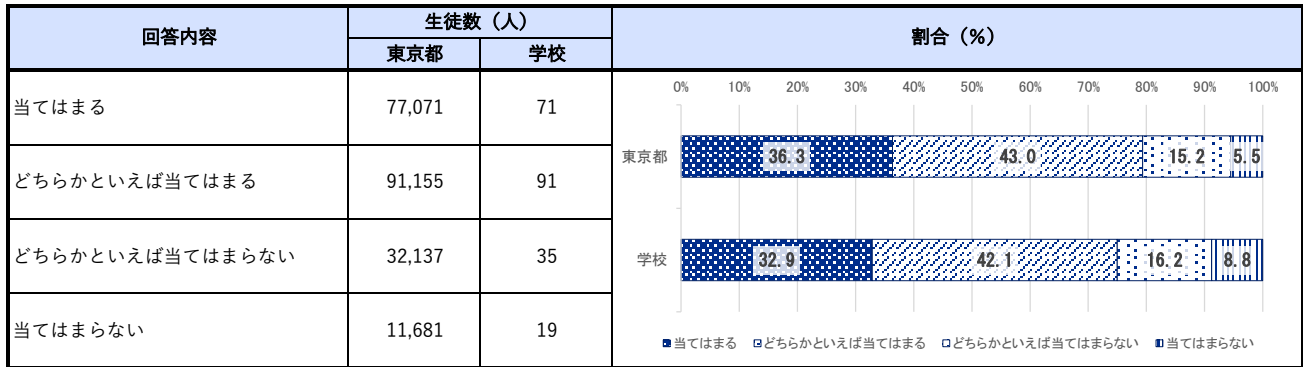 回答内容
生徒数（人）
割合（%）
東京都
学校
当てはまる
77,071
71
どちらかといえば当てはまる
91,155
91
どちらかといえば当てはまらない
32,137
35
当てはまらない
11,681
19
0% 10% 20% 30% 40% 50% 60% 70% 80% 90% 100%
東京都 36.3 43.0 15.2 5.5
学校 32.9 42.1 16.2 8.8
当てはまる どちらかといえば当てはまる どちらかといえば当てはまらない 当てはまらない